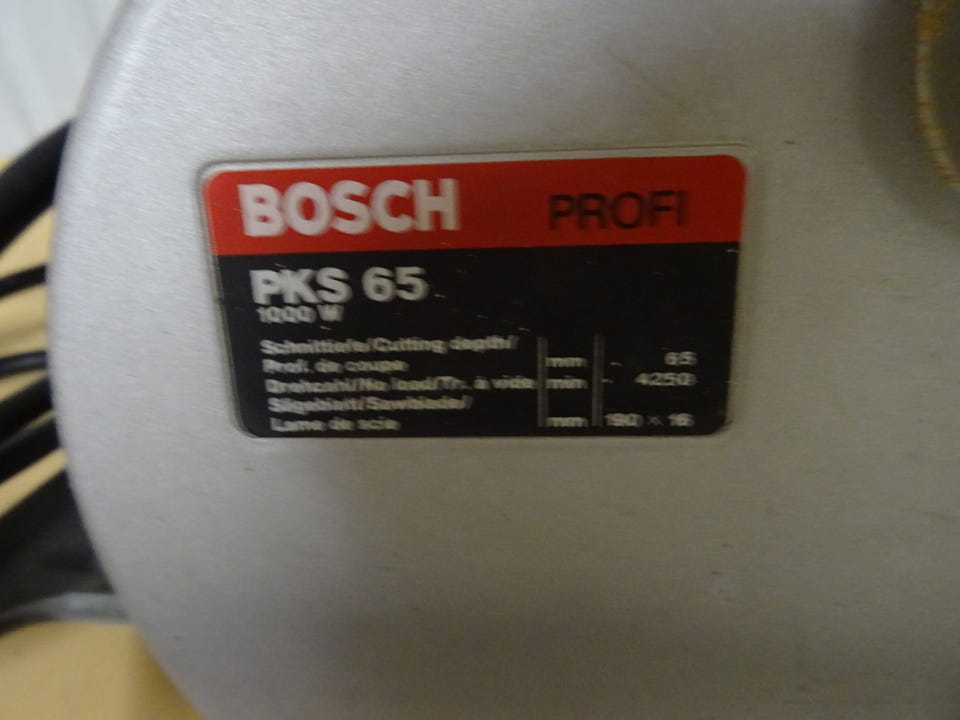 BOSCH PROFI
PKS 65
1000 W
Schnittiefe/Cutting depth/
Prof. de coupe mm 65
Drehzahl/No load/Tr. à vide min 4250
Sägeblatt/Sawblade/
Lame de scie mm 190 × 16